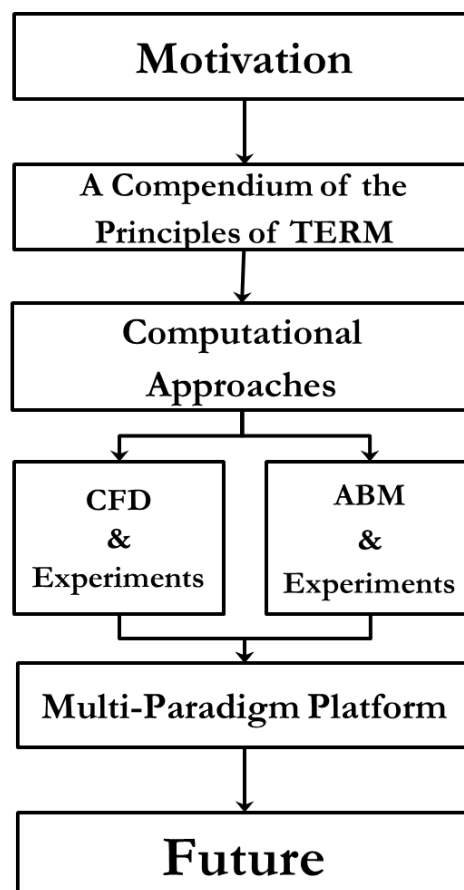 Motivation
A Compendium of the
Principles of TERM
Computational
Approaches
CFD
&
Experiments
ABM
&
Experiments
Multi-Paradigm Platform
Future